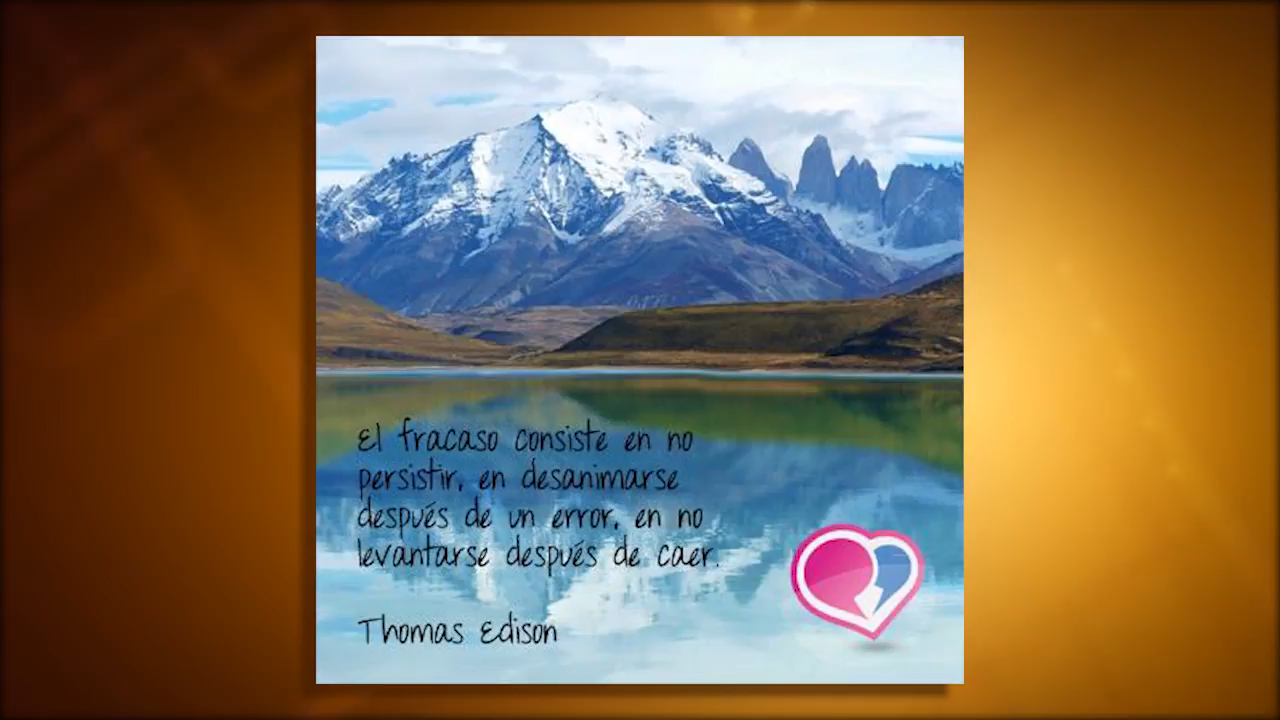 El fracaso consiste en no
persistir, en desanimarse
después de un error, en no
levantarse después de caer.
Thomas Edison